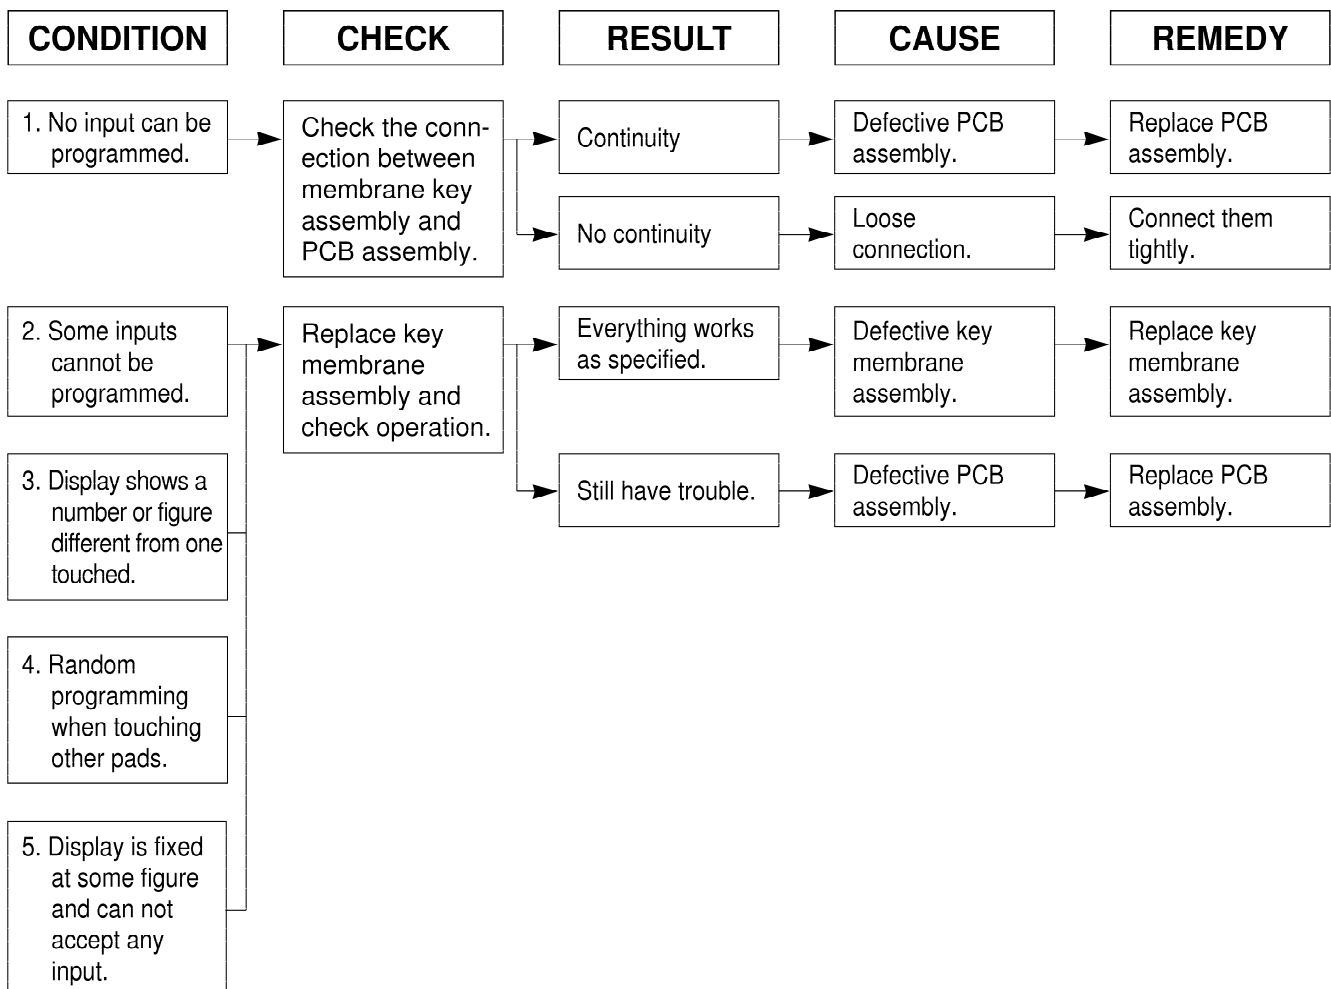 CONDITION
CHECK
RESULT
CAUSE
REMEDY
1. No input can be
programmed.
Check the conn-
ection between
membrane key
assembly and
PCB assembly.
Continuity
Defective PCB
assembly.
Replace PCB
assembly.
No continuity
Loose
connection.
Connect them
tightly.
2. Some inputs
cannot be
programmed.
Replace key
membrane
assembly and
check operation.
Everything works
as specified.
Defective key
membrane
assembly.
Replace key
membrane
assembly.
3. Display shows a
number or figure
different from one
touched.
Still have trouble.
Defective PCB
assembly.
Replace PCB
assembly.
4. Random
programming
when touching
other pads.
5. Display is fixed
at some figure
and can not
accept any
input.